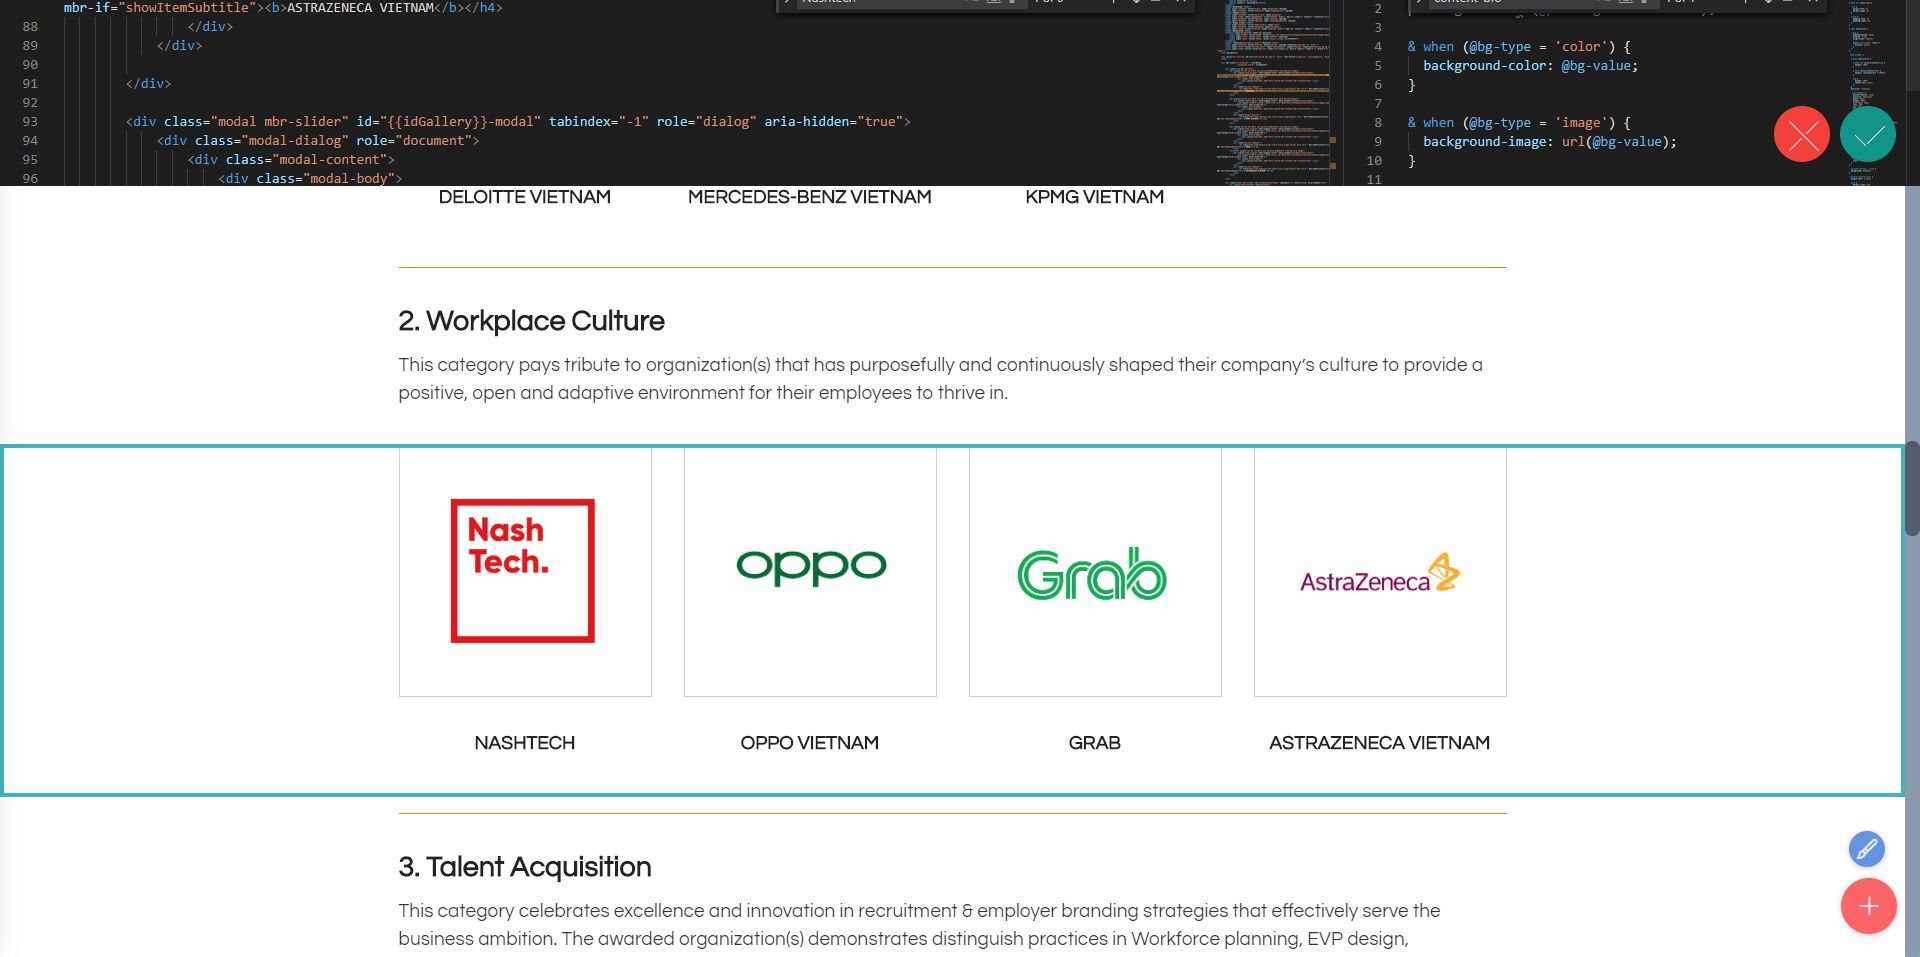 mbr-if="showItemSubtitle"><b>ASTRAZENECA VIETNAM</b></h4>
88 </div>
89 </div>
90
91 </div>
92
93 <div class="modal mbr-slider" id="{{idGallery}}-modal" tabindex="-1" role="dialog" aria-hidden="true">
94 <div class="modal-dialog" role="document">
95 <div class="modal-content">
96 <div class="modal-body">
2
3
4 & when (@bg-type = 'color') {
5 background-color: @bg-value;
6 }
7
8 & when (@bg-type = 'image') {
9 background-image: url(@bg-value);
10 }
11
DELOITTE VIETNAM
MERCEDES-BENZ VIETNAM
KPMG VIETNAM
2. Workplace Culture
This category pays tribute to organization(s) that has purposefully and continuously shaped their company’s culture to provide a
positive, open and adaptive environment for their employees to thrive in.
Nash
Tech.
oppo
Grab
AstraZeneca
NASHTECH
OPPO VIETNAM
GRAB
ASTRAZENECA VIETNAM
3. Talent Acquisition
This category celebrates excellence and innovation in recruitment & employer branding strategies that effectively serve the
business ambition. The awarded organization(s) demonstrates distinguish practices in Workforce planning, EVP design,